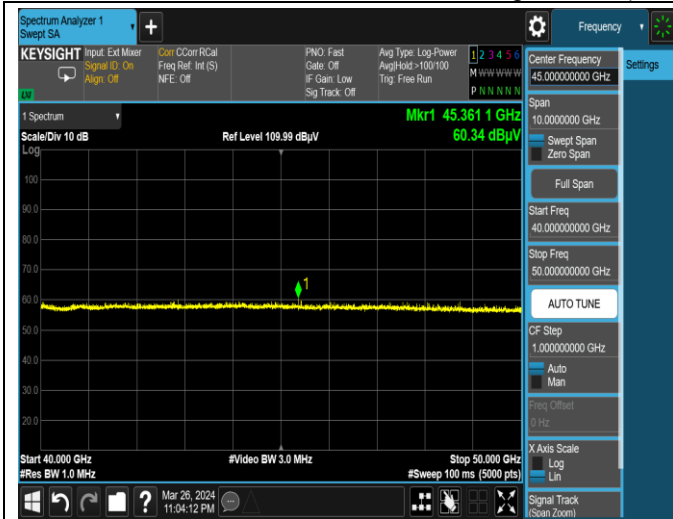 Spectrum Analyzer 1
Swept SA
Frequency
KEYSIGHT
Input: Ext Mixer
Signal ID: On
Align: Off
Corr CCorr RCal
Freq Ref: Int (S)
NFE: Off
PNO: Fast
Gate: Off
IF Gain: Low
Sig Track: Off
Avg Type: Log-Power
Avg|Hold:>100/100
Trig: Free Run
1 2 3 4 5 6
M W W W W W
P N N N N N
LM
1 Spectrum
Scale/Div 10 dB
Ref Level 109.99 dBµV
Mkr1 45.361 1 GHz
60.34 dBµV
Log
100
90.0
80.0
70.0
60.0
50.0
40.0
30.0
20.0
1
Start 40.000 GHz
#Res BW 1.0 MHz
#Video BW 3.0 MHz
Stop 50.000 GHz
#Sweep 100 ms (5000 pts)
Mar 26, 2024
11:04:12 PM
Center Frequency
45.000000000 GHz
Settings
Span
10.0000000 GHz
Swept Span
Zero Span
Full Span
Start Freq
40.000000000 GHz
Stop Freq
50.000000000 GHz
AUTO TUNE
CF Step
1.000000000 GHz
Auto
Man
Freq Offset
0 Hz
X Axis Scale
Log
Lin
Signal Track
(Span Zoom)